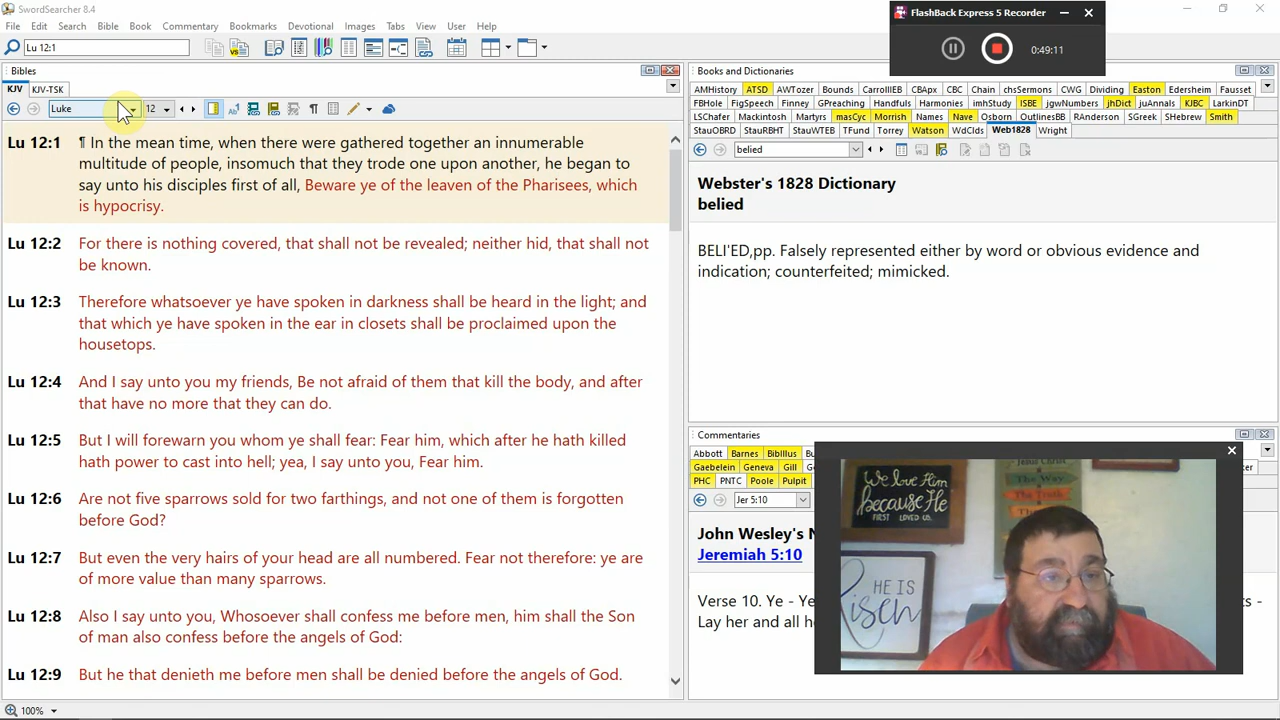 SwordSearcher 8.4
File Edit Search Bible Book Commentary Bookmarks Devotional Images Tabs View User Help
Lu 12:1
FlashBack Express 5 Recorder
0:49:11
Bibles
KJV KJV-TSK
Luke 12
Lu 12:1 ¶ In the mean time, when there were gathered together an innumerable
multitude of people, insomuch that they trode one upon another, he began to
say unto his disciples first of all, Beware ye of the leaven of the Pharisees, which
is hypocrisy.
Lu 12:2 For there is nothing covered, that shall not be revealed; neither hid, that shall not
be known.
Lu 12:3 Therefore whatsoever ye have spoken in darkness shall be heard in the light; and
that which ye have spoken in the ear in closets shall be proclaimed upon the
housetops.
Lu 12:4 And I say unto you my friends, Be not afraid of them that kill the body, and after
that have no more that they can do.
Lu 12:5 But I will forewarn you whom ye shall fear: Fear him, which after he hath killed
hath power to cast into hell; yea, I say unto you, Fear him.
Lu 12:6 Are not five sparrows sold for two farthings, and not one of them is forgotten
before God?
Lu 12:7 But even the very hairs of your head are all numbered. Fear not therefore: ye are
of more value than many sparrows.
Lu 12:8 Also I say unto you, Whosoever shall confess me before men, him shall the Son
of man also confess before the angels of God:
Lu 12:9 But he that denieth me before men shall be denied before the angels of God.
100%
Books and Dictionaries
AMHistory ATSD Bounds CarrollIEB CBApx CBC chsSermons CWG Dividing Easton Edersheim Fausset
FBHole FigSpeech Finney GPreaching Handfuls Harmonies imhStudy ISBE jgwNumbers jhDict juAnnals KJBC LarkinDT
LSChafer Mackintosh Martyrs masCyc Morrish Names Nave Osborn OutlinesBB RAnderson SGreek SHebrew Smith
StauOBRD StauRBHT StauWTEB TFund Torrey Watson WdClds Web1828 Wright
belied
Webster's 1828 Dictionary
belied
BELI'ED,pp. Falsely represented either by word or obvious evidence and
indication; counterfeited; mimicked.
Commentaries
Abbott Barnes BibIllus
Gaebelein Geneva Gill
PHC PNTC Poole Pulpit
Jer 5:10
John Wesley's
Jeremiah 5:10
Verse 10. Ye - Ye
Lay her and all h
We love Him
because He
FIRST LOVED US.
Jesus Christ
The Way
The Truth
HE IS
Risen